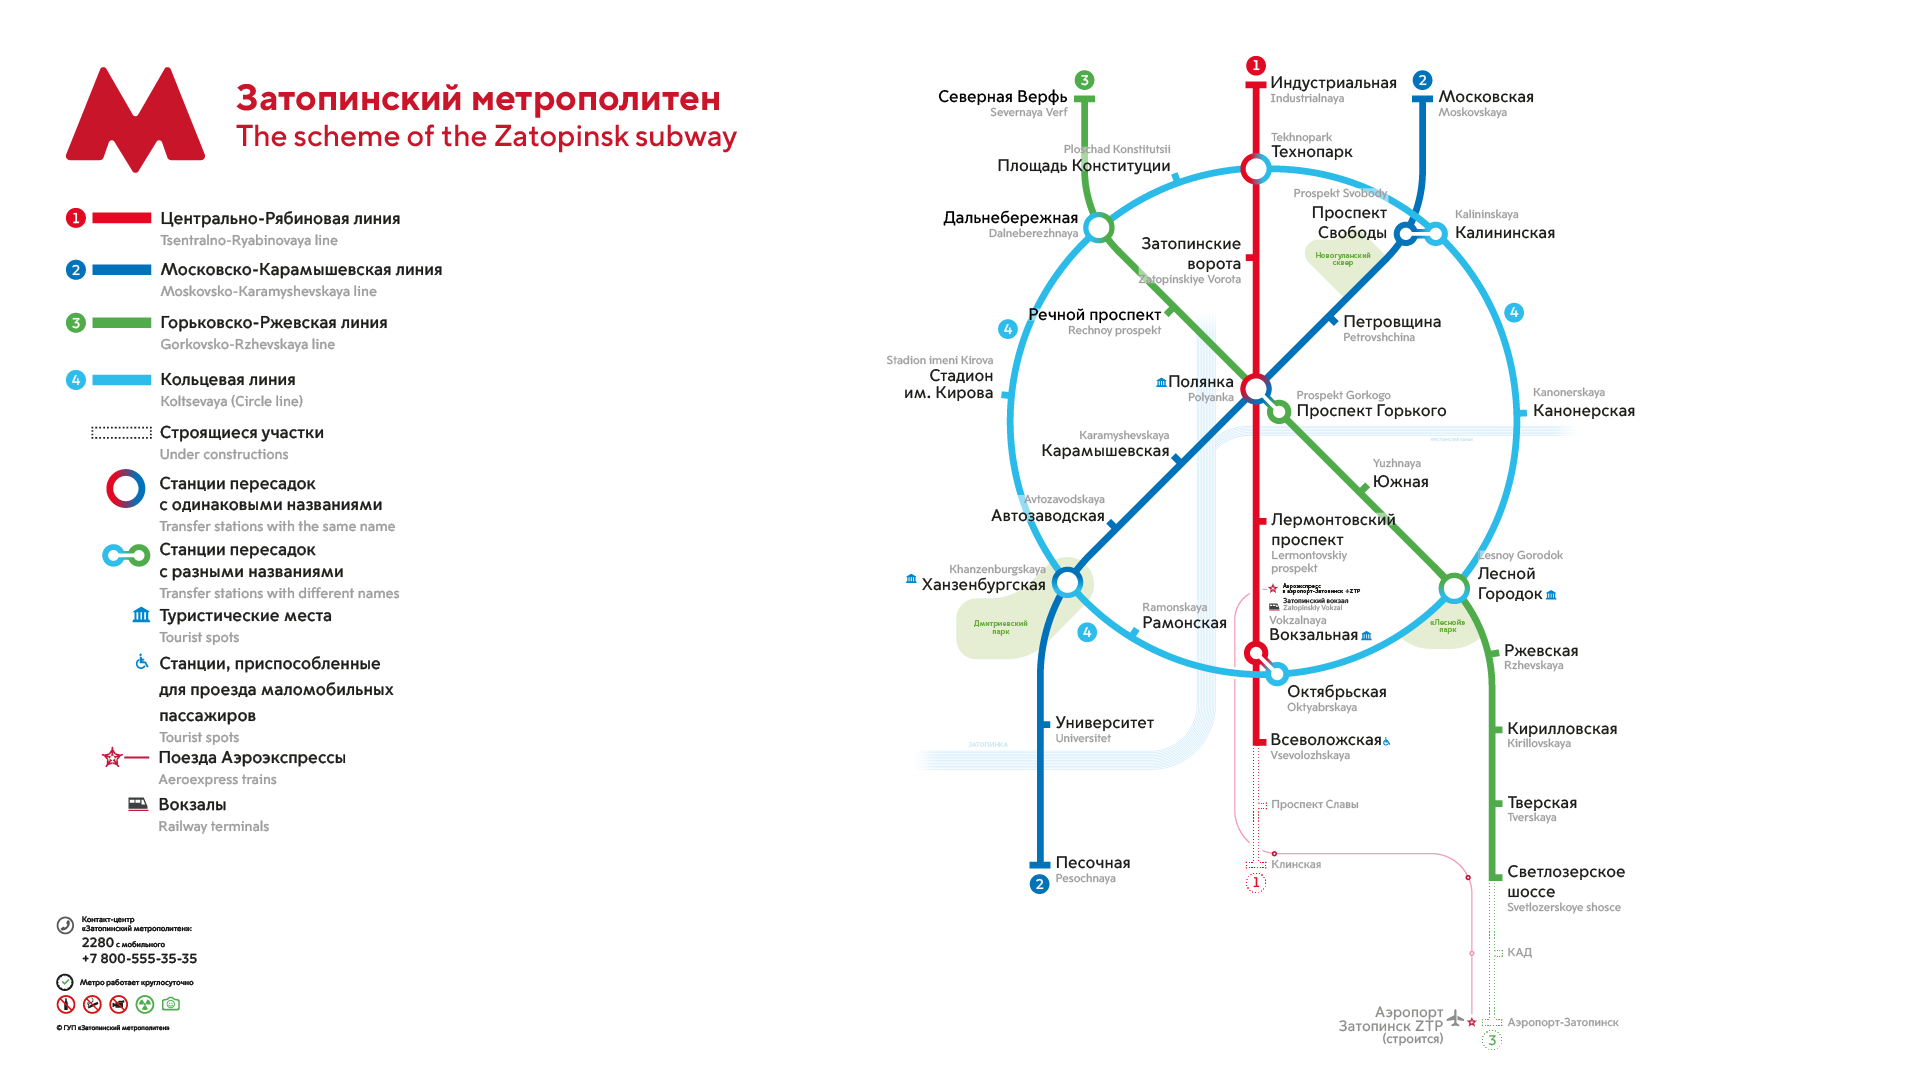 Затопинский метрополитен
The scheme of the Zatopinsk subway
1
Центрально-Рябиновая линия
Tsentralno-Ryabinovaya line
2
Московско-Карамышевская линия
Moskovsko-Karamyshevskaya line
3
Горьковско-Ржевская линия
Gorkovsko-Rzhevskaya line
4
Кольцевая линия
Koltsevaya (Circle line)
Строящиеся участки
Under constructions
Станции пересадок
с одинаковыми названиями
Transfer stations with the same name
Станции пересадок
с разными названиями
Transfer stations with different names
Туристические места
Tourist spots
Станции, приспособленные
для проезда маломобильных
пассажиров
Tourist spots
Поезда Аэроэкспрессы
Aeroexpress trains
Вокзалы
Railway terminals
Контакт-центр
«Затопинский метрополитен»:
2280 с мобильного
+7 800-555-35-35
Метро работает круглосуточно
© ГУП «Затопинский метрополитен»
3
Северная Верфь
Severnaya Verf
1
Индустриальная
Industrialnaya
2
Московская
Moskovskaya
Ploschad Konstitutsii
Площадь Конституции
Tekhnopark
Технопарк
Дальнебережная
Dalneberezhnaya
Prospekt Svobody
Проспект
Свободы
Kalininskaya
Калининская
Затопинские
ворота
Zatopinskiye Vorota
Новогуланский
сквер
Речной проспект
Rechnoy prospekt
4
4
Петровщина
Petrovshchina
Stadion imeni Kirova
Стадион
им. Кирова
Полянка
Polyanka
Prospekt Gorkogo
Проспект Горького
Kanonerskaya
Канонерская
Karamyshevskaya
Карамышевская
Yuzhnaya
Южная
Avtozavodskaya
Автозаводская
Лермонтовский
проспект
Lermontovskiy
prospekt
Khanzenburgskaya
Ханзенбургская
Аэроэкспресс
в аэропорт-Затопинск ZTP
Затопинский вокзал
Zatopinskiy Vokzal
Vokzalnaya
Вокзальная
Lesnoy Gorodok
Лесной
Городок
Дмитриевский
парк
4
Ramonskaya
Рамонская
«Лесной»
парк
Ржевская
Rzhevskaya
Октябрьская
Oktyabrskaya
Университет
Universitet
ЗАТОПИНКА
Всеволожская
Vsevolozhskaya
Кирилловская
Kirillovskaya
Проспект Славы
Тверская
Tverskaya
Песочная
Pesochnaya
2
Клинская
1
Светлозерское
шоссе
Svetlozerskoye shosce
КАД
Аэропорт
Затопинск ZTP
(строится)
Аэропорт-Затопинск
3